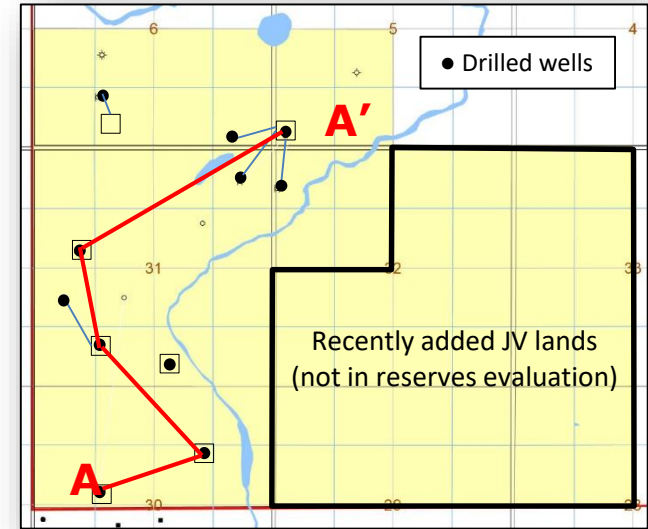 6 5 4
● Drilled wells
A′
31 32 33
Recently added JV lands
(not in reserves evaluation)
A
30 29 28